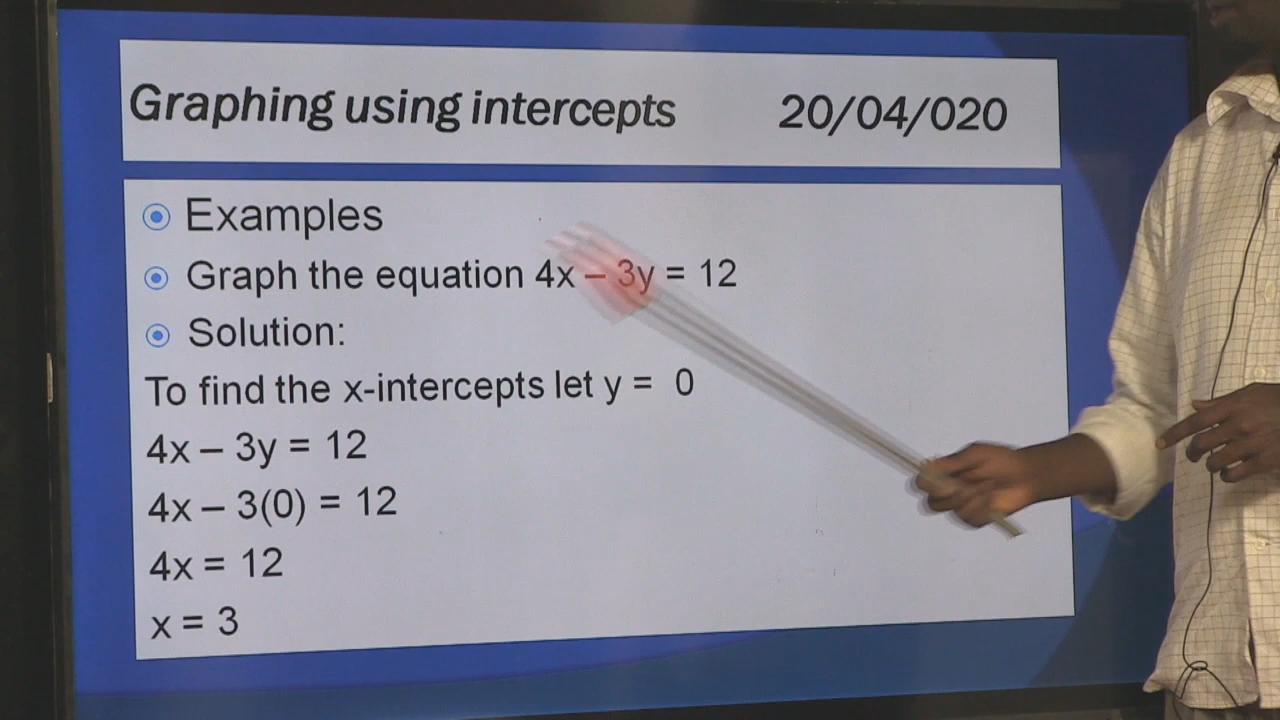 Graphing using intercepts 20/04/020
Examples
Graph the equation 4x – 3y = 12
Solution:
To find the x-intercepts let y = 0
4x – 3y = 12
4x – 3(0) = 12
4x = 12
x = 3